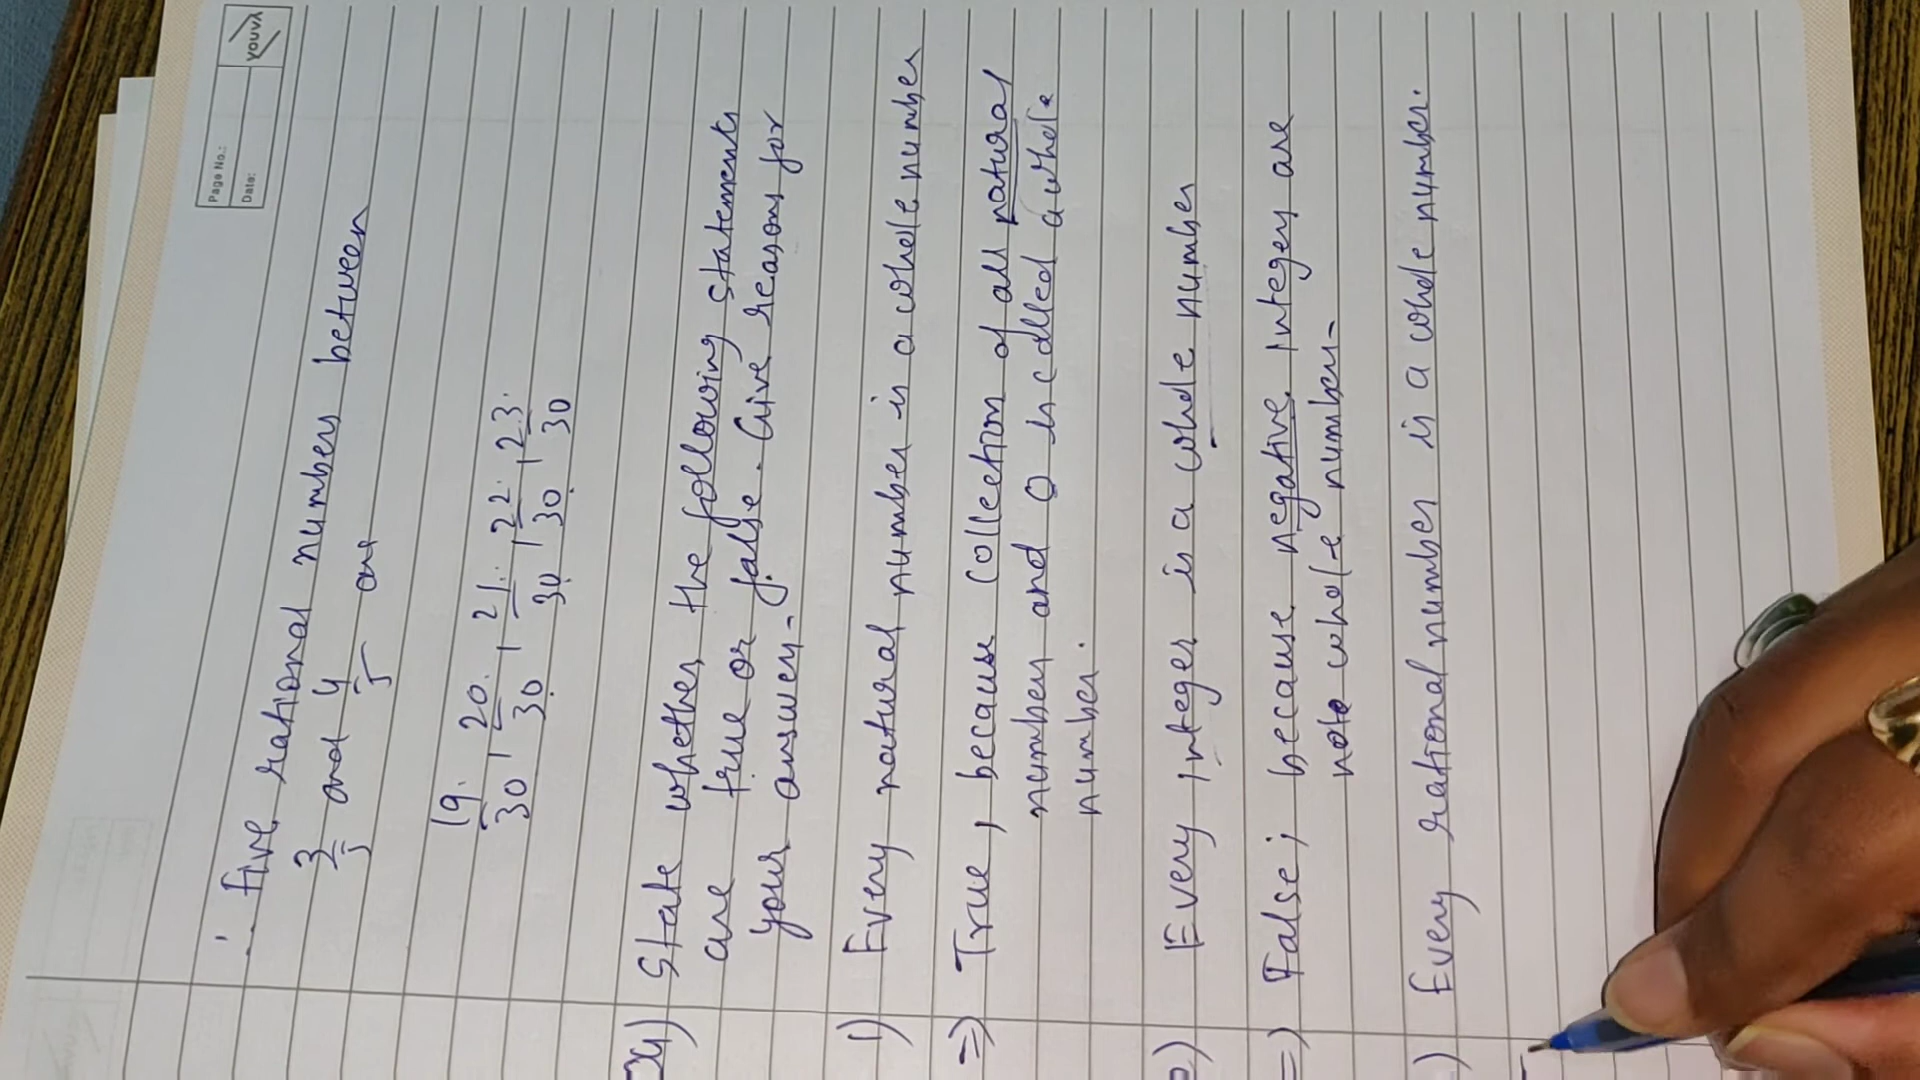 youva
Page No.:
Date:
∴ Five rational numbers between
3/5 and 4/5 are
19/30, 20/30, 21/30, 22/30, 23/30
Q4) State whether the following statements
are true or false. Give reasons for
your answers.
1) Every natural number is a whole number
=) True, because collection of all natural
numbers and 0 is called a whole
number.
2) Every integer is a whole number
=) False, because negative integers are
not whole numbers.
) Every rational number is a whole number.